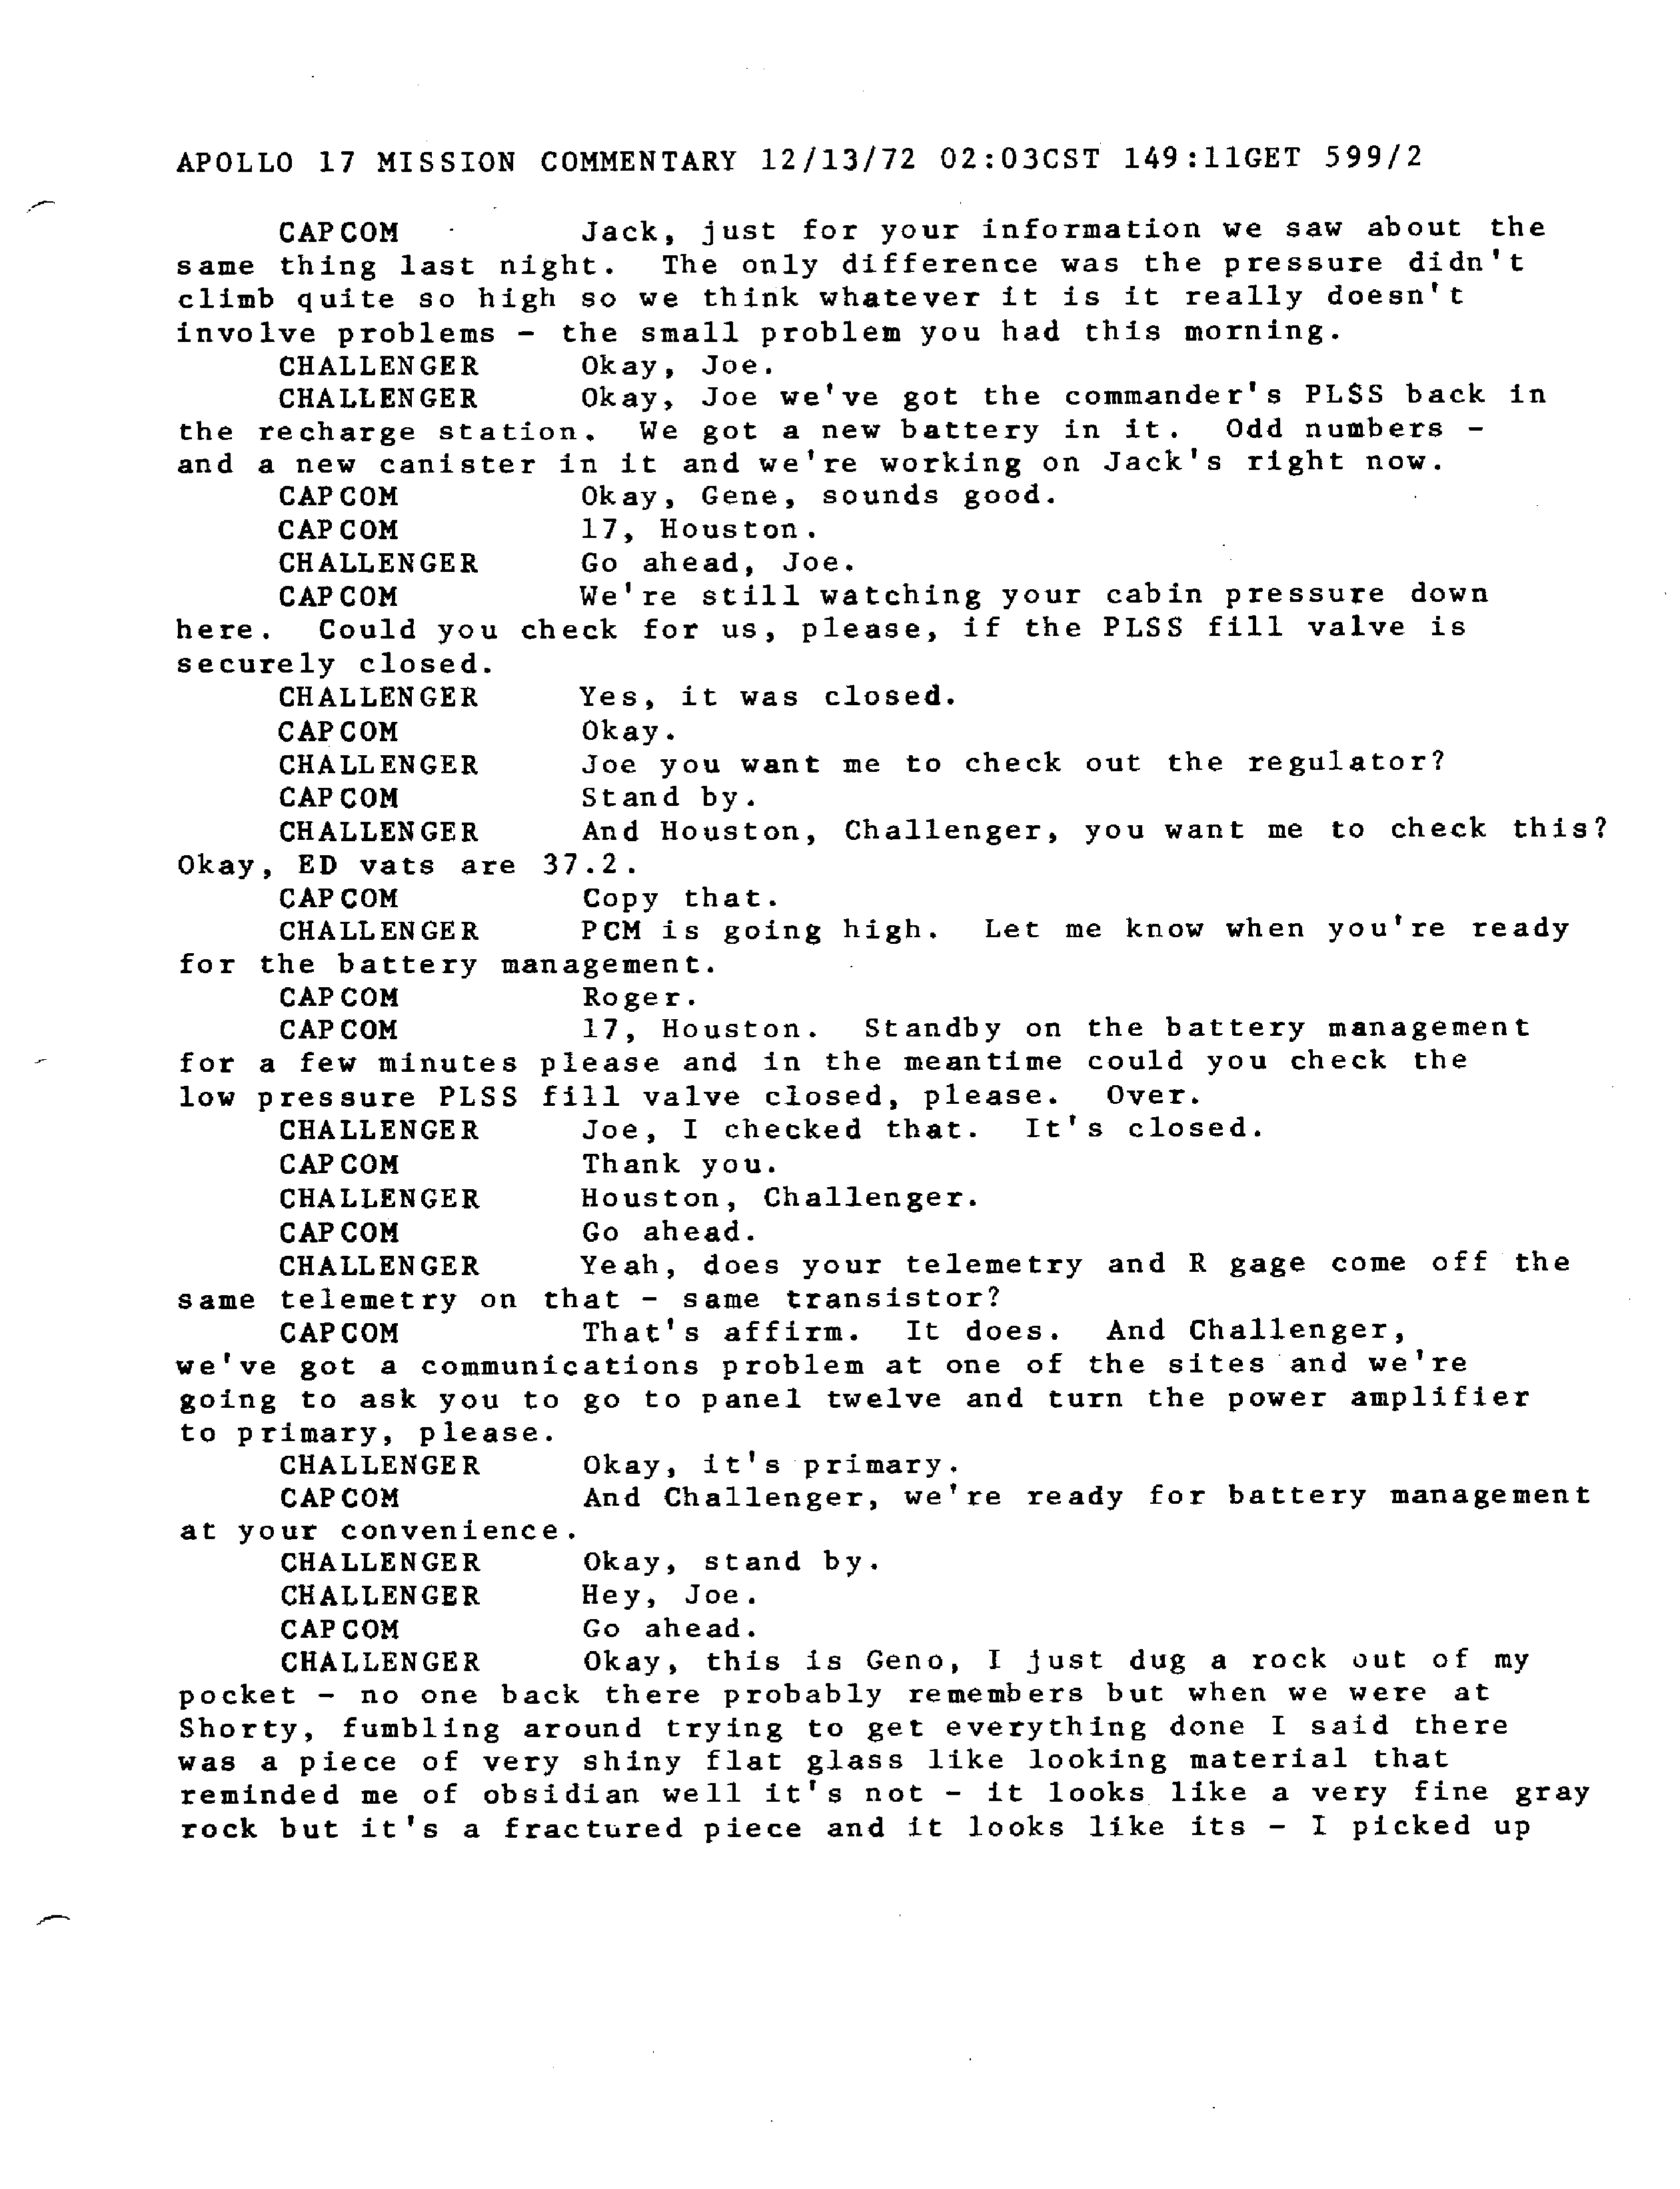 APOLLO 17 MISSION COMMENTARY 12/13/72 02:03CST 149:11GET 599/2
CAPCOM Jack, just for your information we saw about the
same thing last night. The only difference was the pressure didn't
climb quite so high so we think whatever it is it really doesn't
involve problems - the small problem you had this morning.
CHALLENGER Okay, Joe.
CHALLENGER Okay, Joe we've got the commander's PLSS back in
the recharge station. We got a new battery in it. Odd numbers -
and a new canister in it and we're working on Jack's right now.
CAPCOM Okay, Gene, sounds good.
CAPCOM 17, Houston.
CHALLENGER Go ahead, Joe.
CAPCOM We're still watching your cabin pressure down
here. Could you check for us, please, if the PLSS fill valve is
securely closed.
CHALLENGER Yes, it was closed.
CAPCOM Okay.
CHALLENGER Joe you want me to check out the regulator?
CAPCOM Stand by.
CHALLENGER And Houston, Challenger, you want me to check this?
Okay, ED vats are 37.2.
CAPCOM Copy that.
CHALLENGER PCM is going high. Let me know when you're ready
for the battery management.
CAPCOM Roger.
CAPCOM 17, Houston. Standby on the battery management
for a few minutes please and in the meantime could you check the
low pressure PLSS fill valve closed, please. Over.
CHALLENGER Joe, I checked that. It's closed.
CAPCOM Thank you.
CHALLENGER Houston, Challenger.
CAPCOM Go ahead.
CHALLENGER Yeah, does your telemetry and R gage come off the
same telemetry on that - same transistor?
CAPCOM That's affirm. It does. And Challenger,
we've got a communications problem at one of the sites and we're
going to ask you to go to panel twelve and turn the power amplifier
to primary, please.
CHALLENGER Okay, it's primary.
CAPCOM And Challenger, we're ready for battery management
at your convenience.
CHALLENGER Okay, stand by.
CHALLENGER Hey, Joe.
CAPCOM Go ahead.
CHALLENGER Okay, this is Geno, I just dug a rock out of my
pocket - no one back there probably remembers but when we were at
Shorty, fumbling around trying to get everything done I said there
was a piece of very shiny flat glass like looking material that
reminded me of obsidian well it's not - it looks like a very fine gray
rock but it's a fractured piece and it looks like its - I picked up